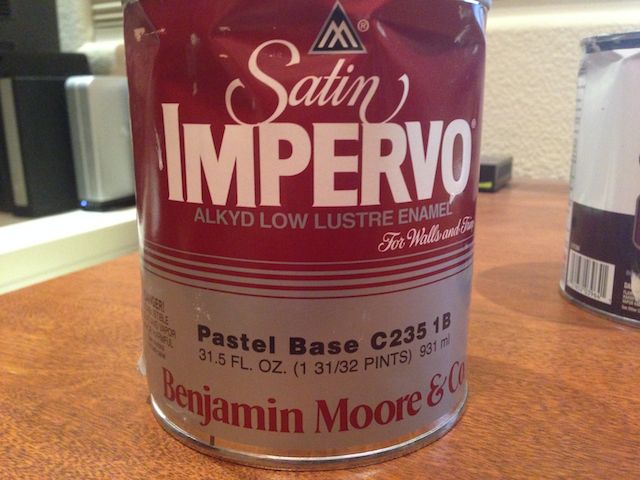 Satin
IMPERVO
ALKYD LOW LUSTRE ENAMEL
For Walls and Trim
Pastel Base C235 1B
31.5 FL. OZ. (1 31/32 PINTS) 931 ml
Benjamin Moore & Co